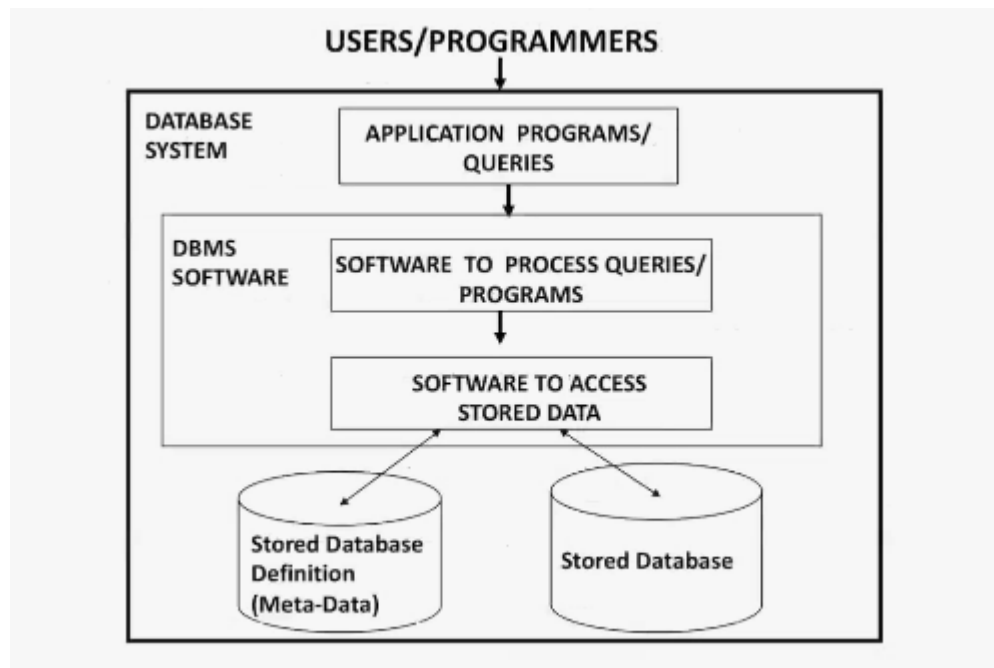 USERS/PROGRAMMERS
DATABASE
SYSTEM
APPLICATION PROGRAMS/
QUERIES
DBMS
SOFTWARE
SOFTWARE TO PROCESS QUERIES/
PROGRAMS
SOFTWARE TO ACCESS
STORED DATA
Stored Database
Definition
(Meta-Data)
Stored Database